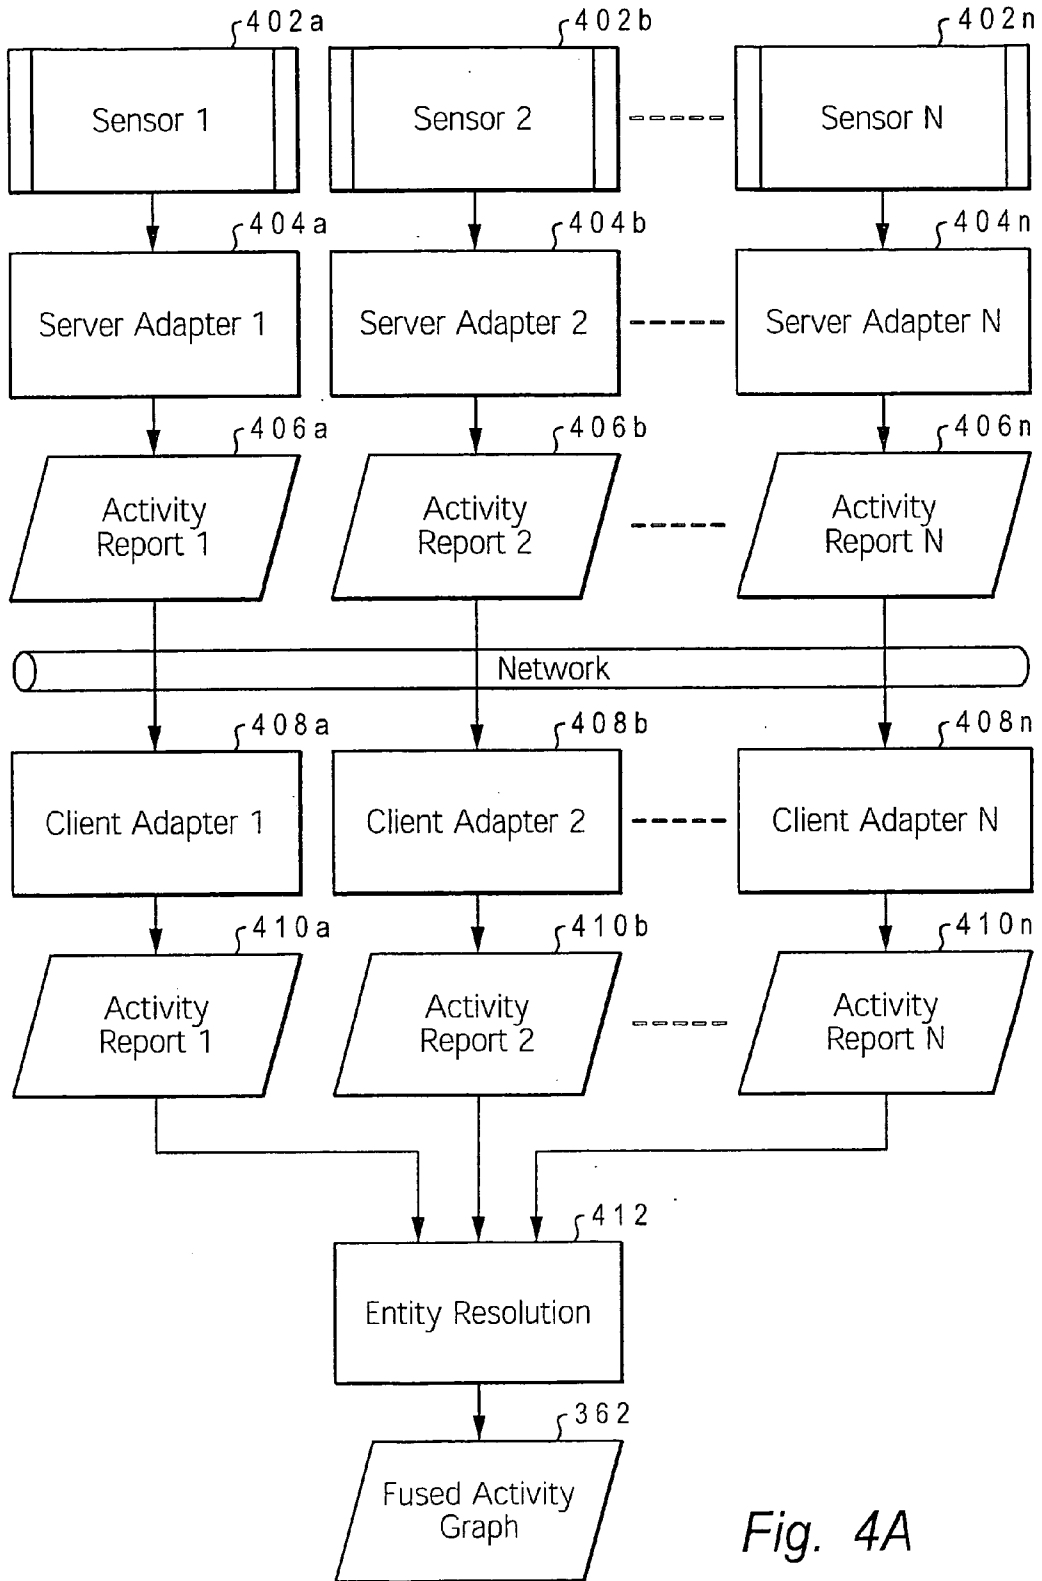 402a 402b 402n
Sensor 1 Sensor 2 Sensor N
404a 404b 404n
Server Adapter 1 Server Adapter 2 Server Adapter N
406a 406b 406n
Activity Activity Activity
Report 1 Report 2 Report N
Network
408a 408b 408n
Client Adapter 1 Client Adapter 2 Client Adapter N
410a 410b 410n
Activity Activity Activity
Report 1 Report 2 Report N
412
Entity Resolution
362
Fused Activity
Graph
Fig. 4A